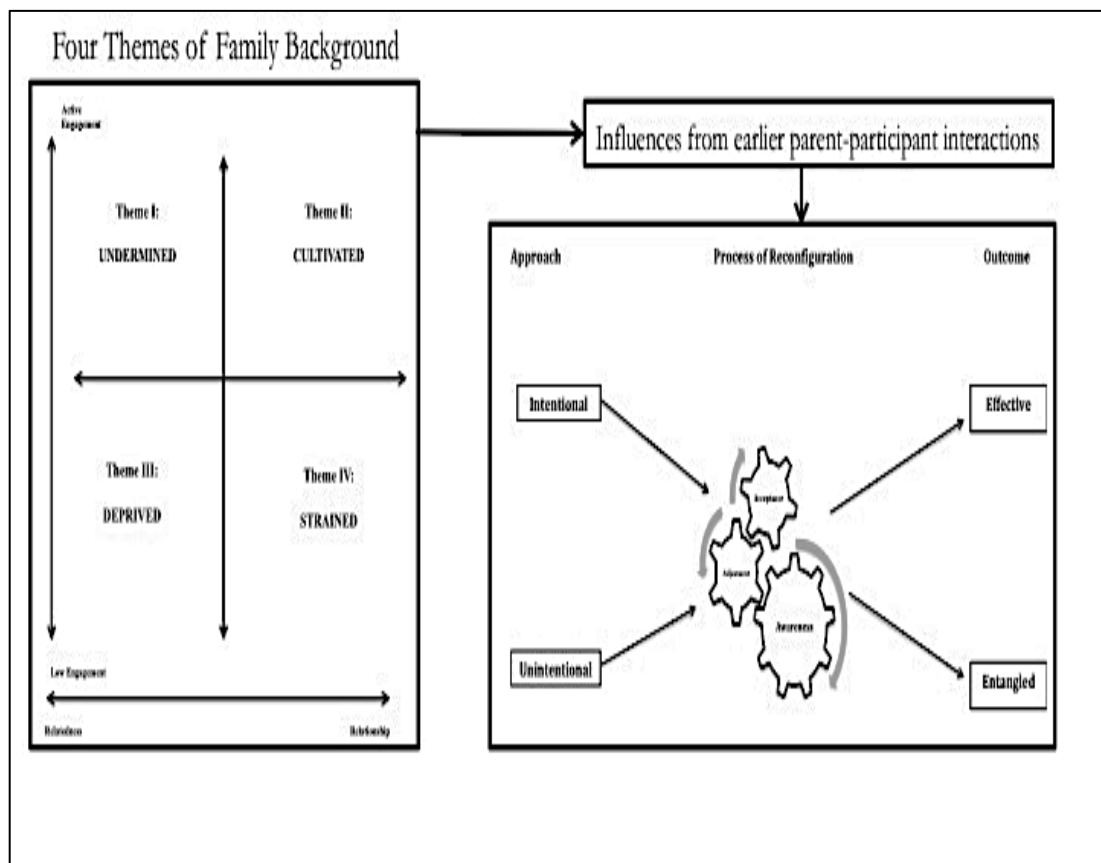 Four Themes of Family Background
Active
Engagement
Theme I:
UNDERMINED
Theme II:
CULTIVATED
Theme III:
DEPRIVED
Theme IV:
STRAINED
Low Engagement
Relatedness
Relationship
Influences from earlier parent-participant interactions
Approach
Process of Reconfiguration
Outcome
Intentional
Unintentional
Acceptance
Adjustment
Awareness
Effective
Entangled